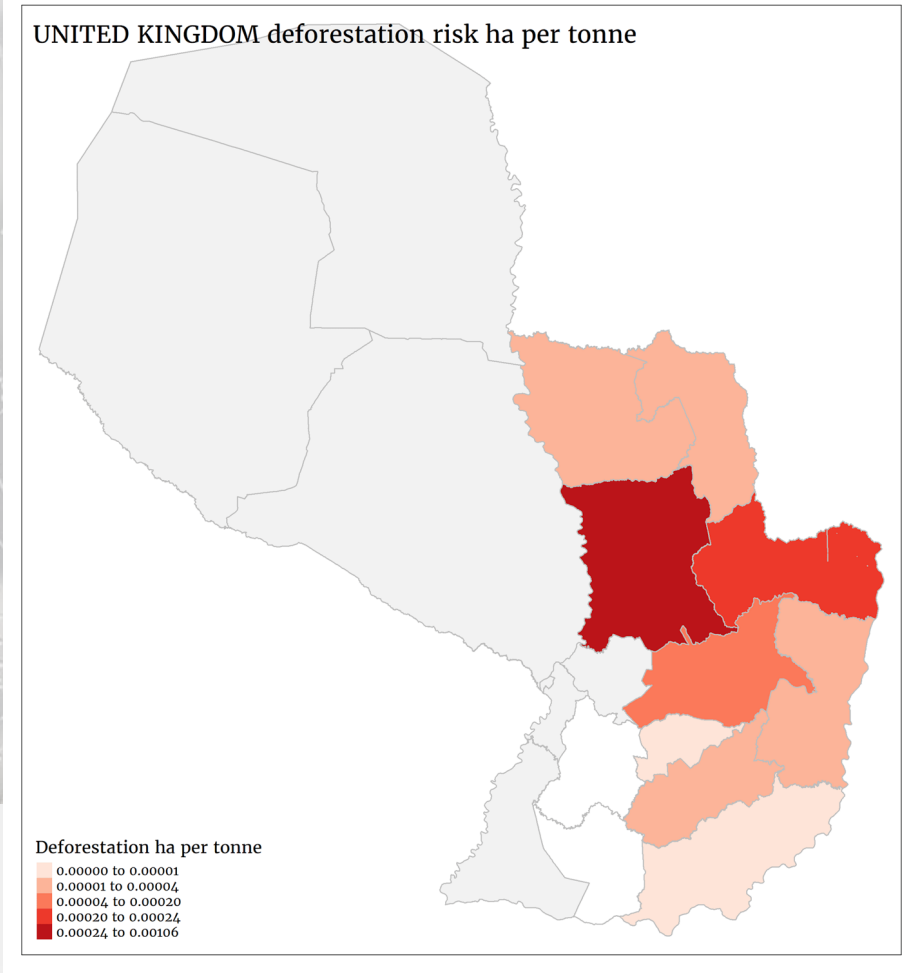 UNITED KINGDOM deforestation risk ha per tonne
Deforestation ha per tonne
0.00000 to 0.00001
0.00001 to 0.00004
0.00004 to 0.00020
0.00020 to 0.00024
0.00024 to 0.00106